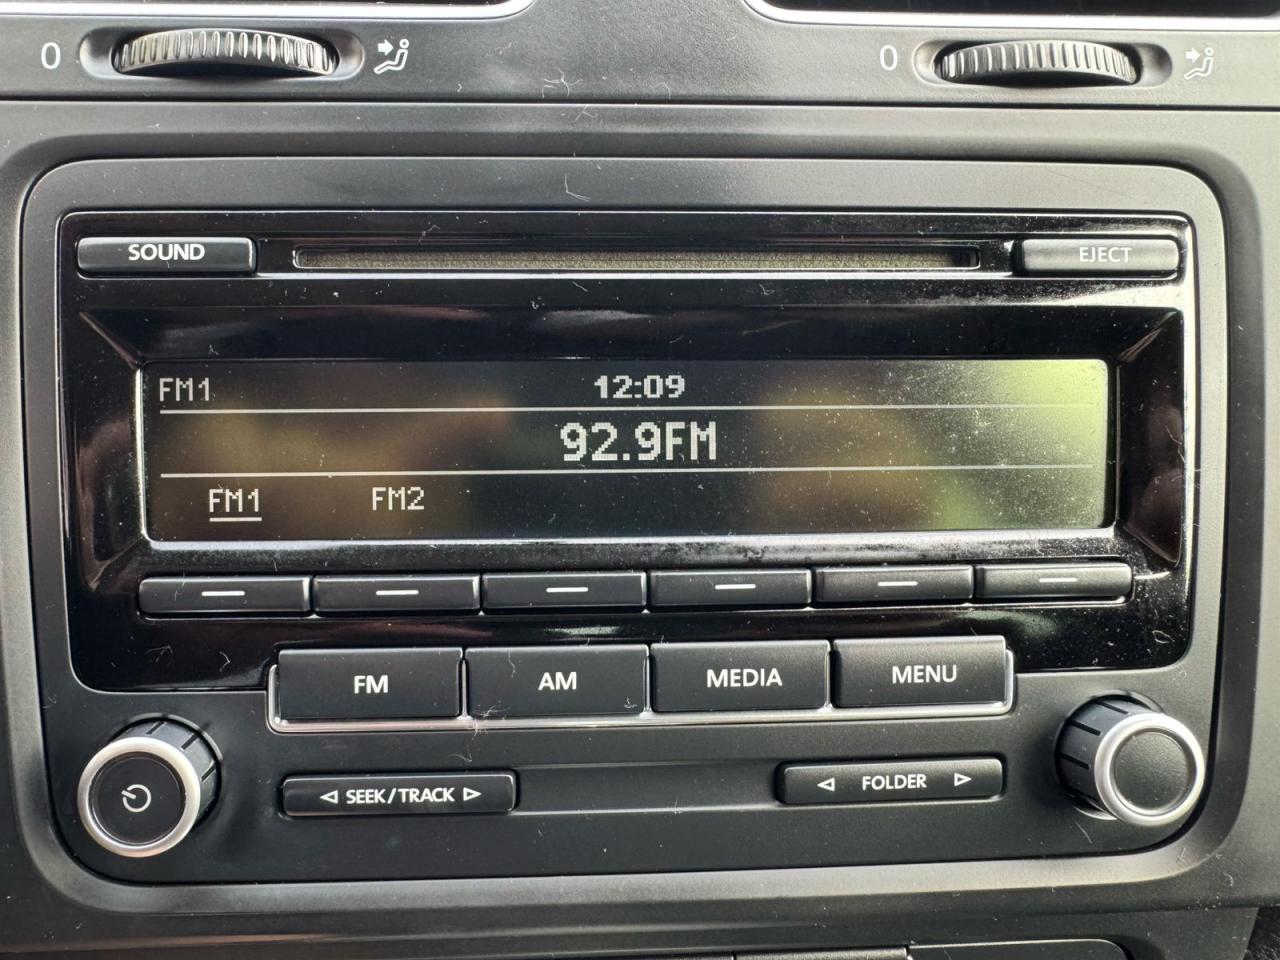 0 0
SOUND EJECT
FM1 12:09
92.9FM
FM1 FM2
FM AM MEDIA MENU
SEEK/TRACK FOLDER